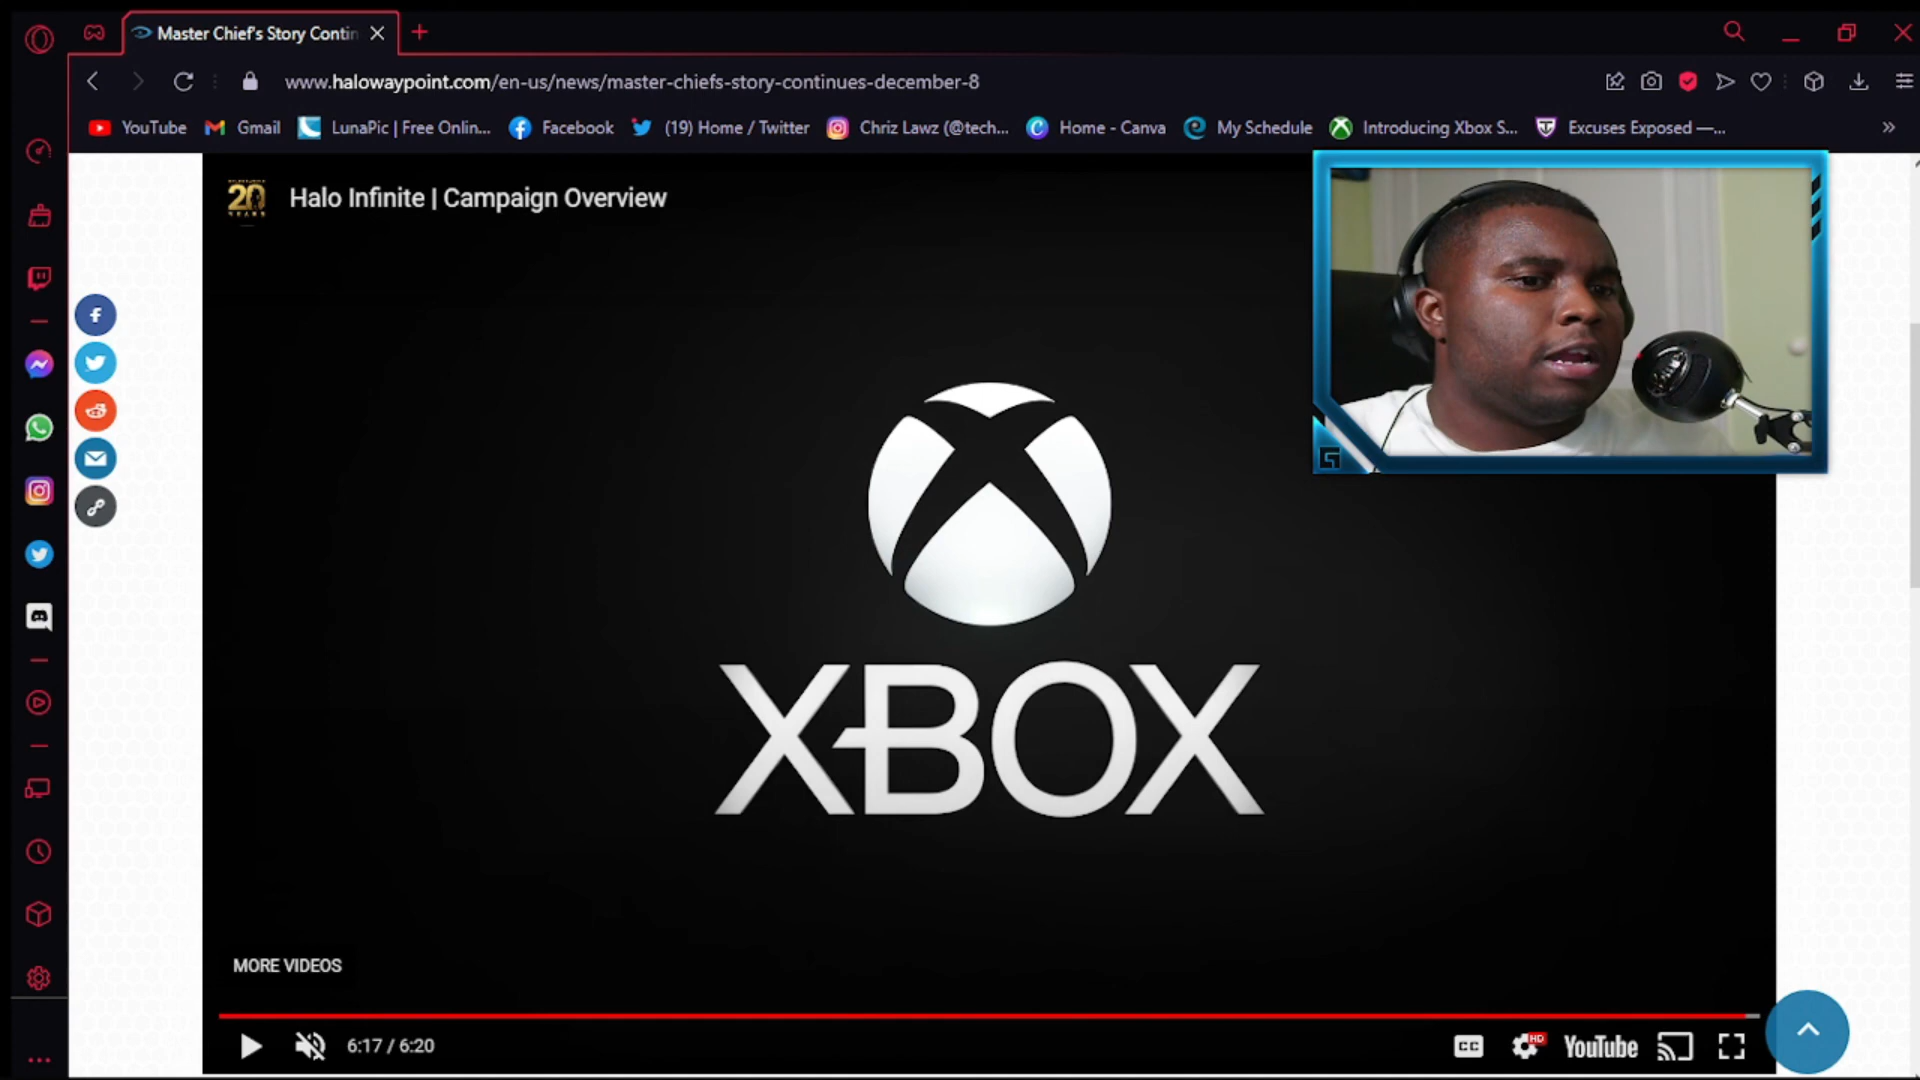 Master Chief's Story Contin
www.halowaypoint.com/en-us/news/master-chiefs-story-continues-december-8
YouTube
Gmail
LunaPic | Free Onlin...
Facebook
(19) Home / Twitter
Chriz Lawz (@tech...
Home - Canva
My Schedule
Introducing Xbox S...
Excuses Exposed —...
20
YEARS
Halo Infinite | Campaign Overview
XBOX
MORE VIDEOS
6:17 / 6:20
CC
HD
YouTube